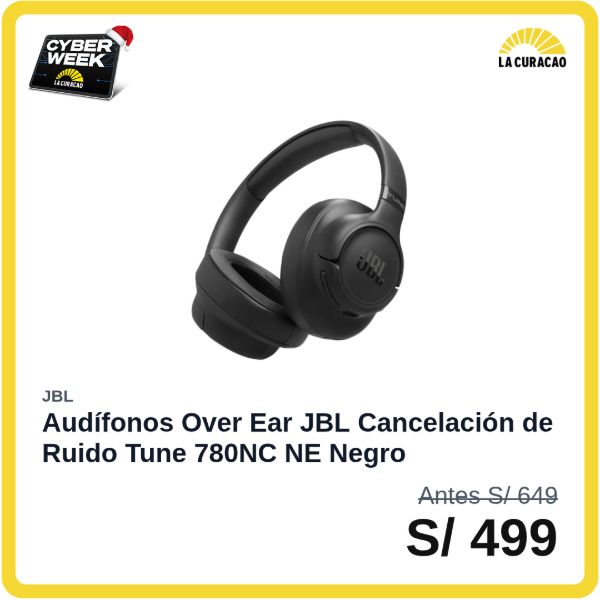 CYBER
WEEK
LA CURACAO
LA CURACAO
JBL
JBL
Audífonos Over Ear JBL Cancelación de
Ruido Tune 780NC NE Negro
Antes S/ 649
S/ 499